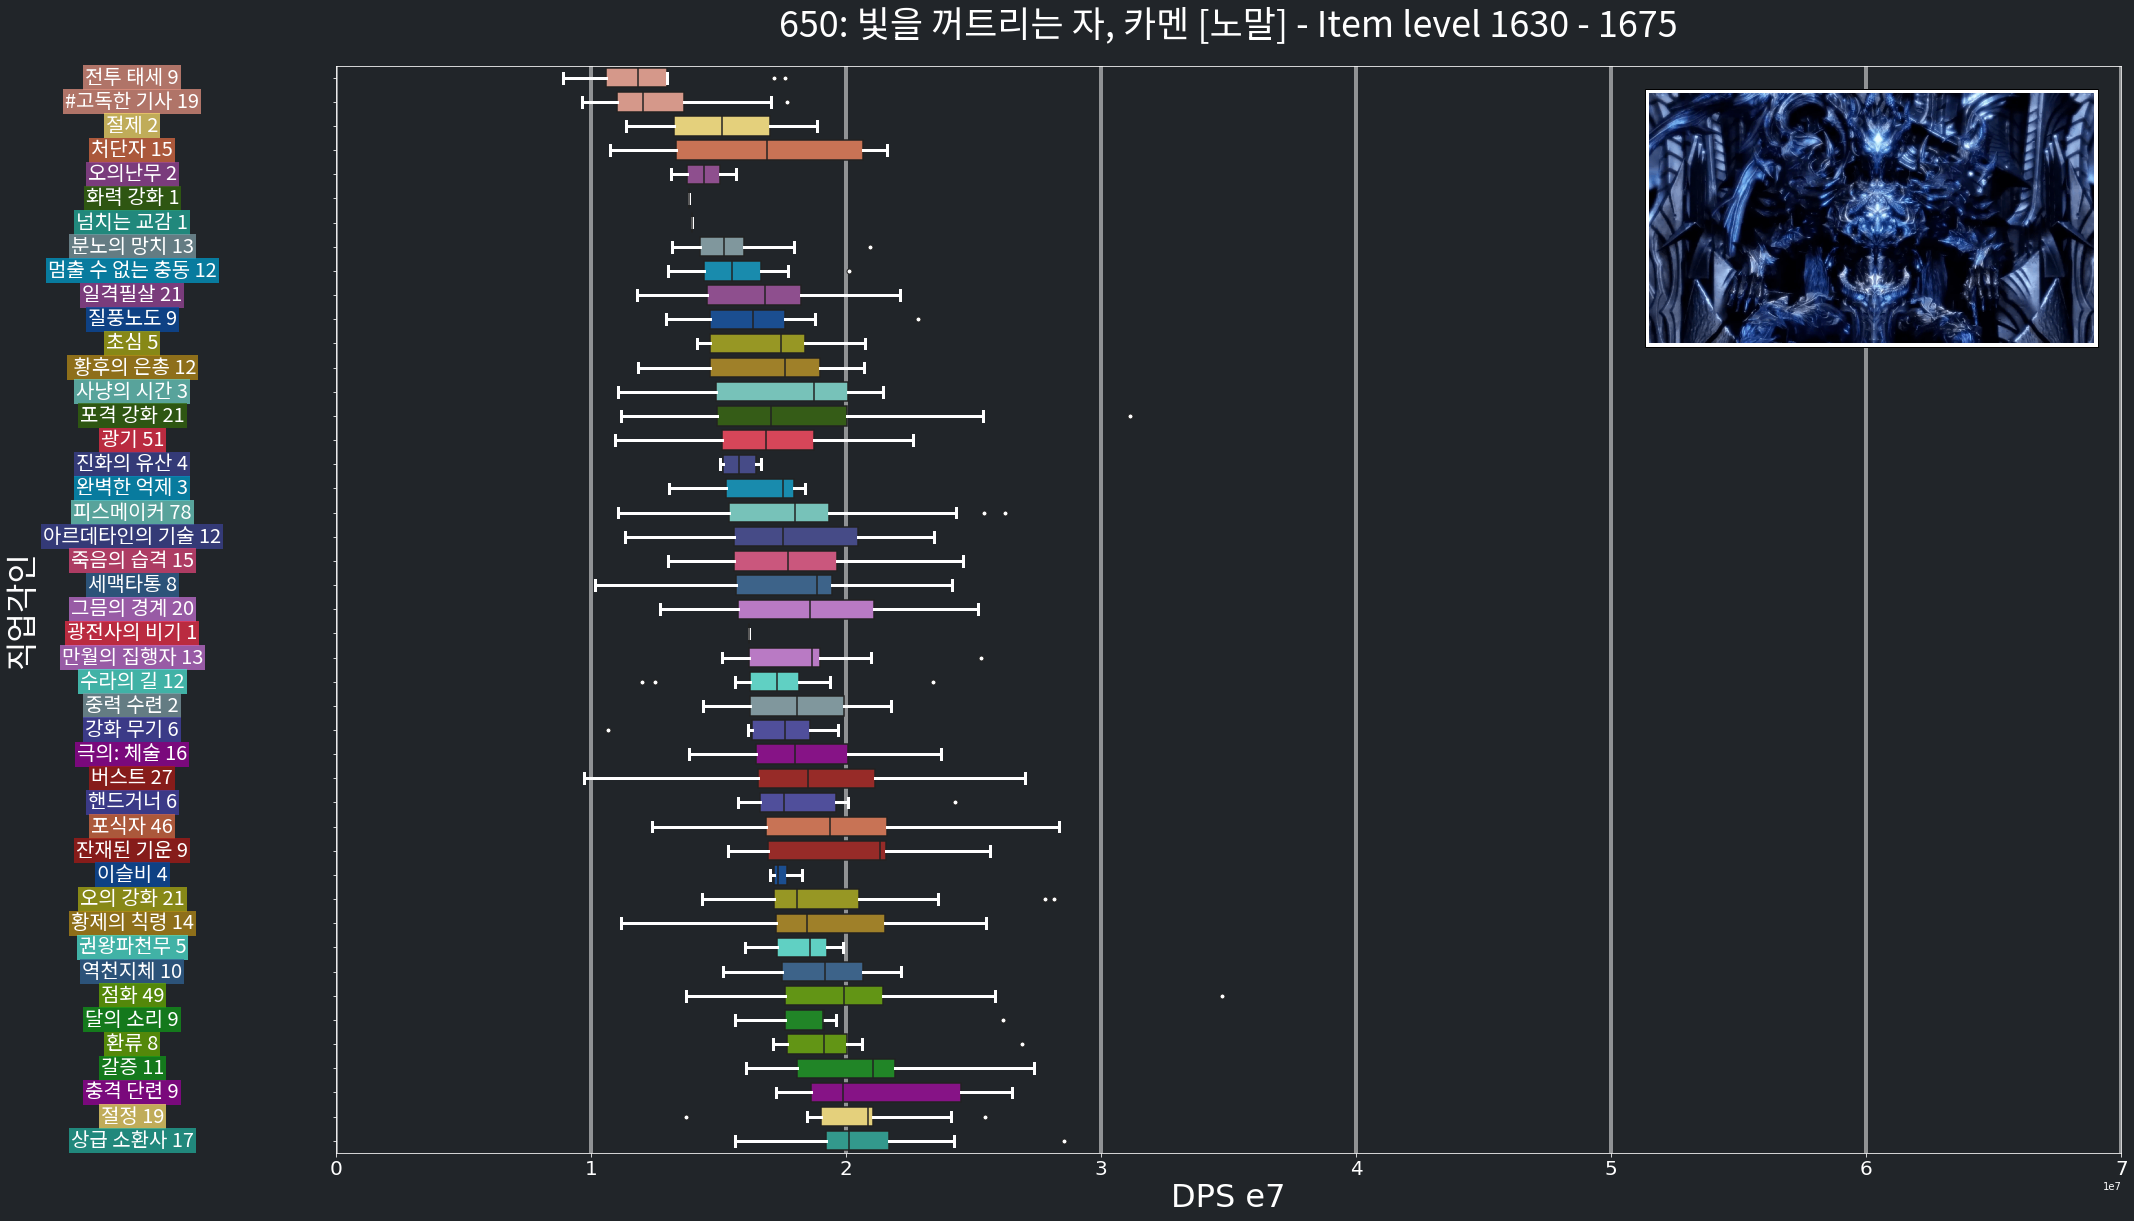 650: 빛을 꺼트리는 자, 카멘 [노말] - Item level 1630 - 1675
직업각인
전투 태세 9
#고독한 기사 19
절제 2
처단자 15
오의난무 2
화력 강화 1
넘치는 교감 1
분노의 망치 13
멈출 수 없는 충동 12
일격필살 21
질풍노도 9
초심 5
황후의 은총 12
사냥의 시간 3
포격 강화 21
광기 51
진화의 유산 4
완벽한 억제 3
피스메이커 78
아르데타인의 기술 12
죽음의 습격 15
세맥타통 8
그믐의 경계 20
광전사의 비기 1
만월의 집행자 13
수라의 길 12
중력 수련 2
강화 무기 6
극의: 체술 16
버스트 27
핸드거너 6
포식자 46
잔재된 기운 9
이슬비 4
오의 강화 21
황제의 칙령 14
권왕파천무 5
역천지체 10
점화 49
달의 소리 9
환류 8
갈증 11
충격 단련 9
절정 19
상급 소환사 17
0 1 2 3 4 5 6 7
1e7
DPS e7